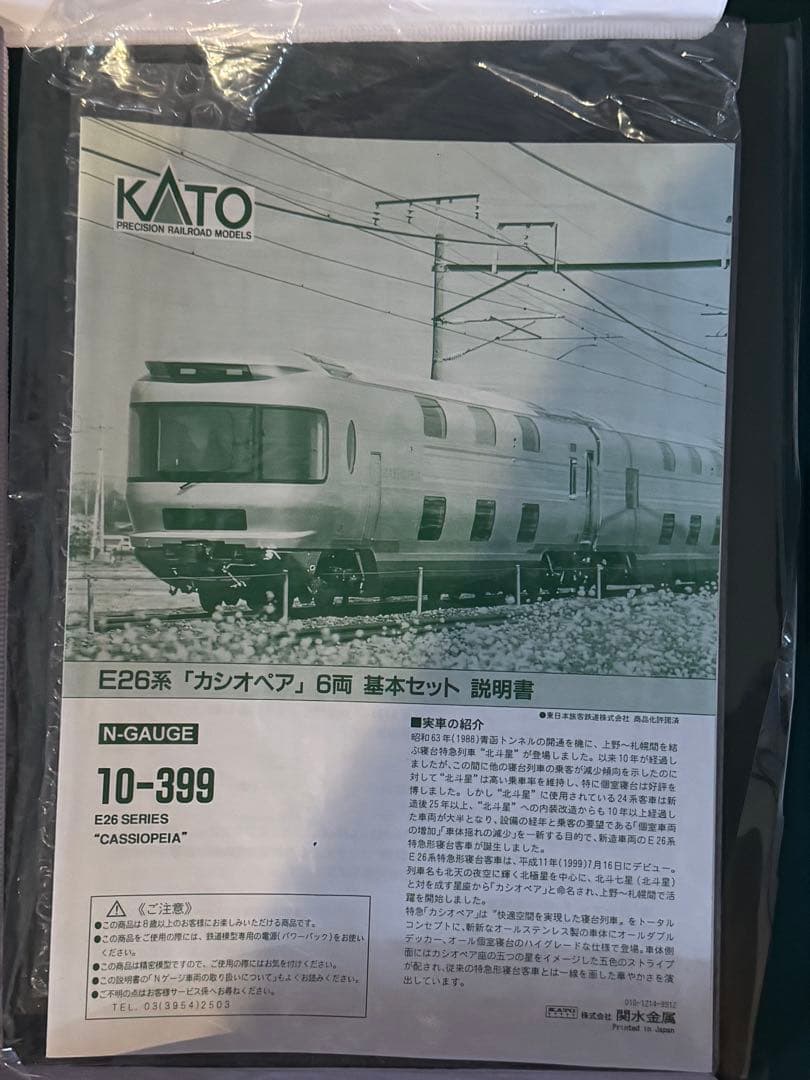 KATO
PRECISION RAILROAD MODELS
E26系「カシオペア」6両 基本セット 説明書
●東日本旅客鉄道株式会社 商品化許諾済
N-GAUGE
10-399
E26 SERIES
"CASSIOPEIA"
■実車の紹介
昭和63年(1988)青函トンネルの開通を機に、上野〜札幌間を結
ぶ寝台特急列車"北斗星"が登場しました。以来10年が経過し
ましたが、この間に他の寝台列車の乗客が減少傾向を示したのに
対して"北斗星"は高い乗車率を維持し、特に個室寝台は好評を
博しました。しかし"北斗星"に使用されている24系客車は新
造後25年以上、"北斗星"への内装改造からも10年以上経過し
た車両が大半となり、設備の経年と乗客の要望である「個室車両
の増加」「車体揺れの減少」を一新する目的で、新造車両のE26系
特急形寝台客車が誕生しました。
E26系特急形寝台客車は、平成11年(1999)7月16日にデビュー。
列車名も北天の夜空に輝く北極星を中心に、北斗七星(北斗星)
と対を成す星座から「カシオペア」と命名され、上野〜札幌間で活
躍を開始しました。
特急「カシオペア」は"快適空間を実現した寝台列車"をトータル
コンセプトに、斬新なオールステンレス製の車体にオールダブル
デッカー、オール個室寝台のハイグレードな仕様で登場。車体側
面にはカシオペア座の五つの星をイメージした五色のストライプ
が配され、従来の特急形寝台客車とは一線を画した華やかさを演
出しています。
⚠《ご注意》
●この商品は8歳以上のお客様にお楽しみいただける商品です。
●この商品をご使用の際には、鉄道模型専用の電源(パワーパック)をお使い
ください。
●この商品は精密模型ですので、ご使用の際にはお気を付けください。
●この説明書の「Nゲージ車両の取り扱いについて」もよくお読みください。
●ご不明の点はお客様サービス係へお尋ねください。
TEL. 03(3954)2503
010-1214-9912
KATO 株式会社 関水金属
Printed in Japan